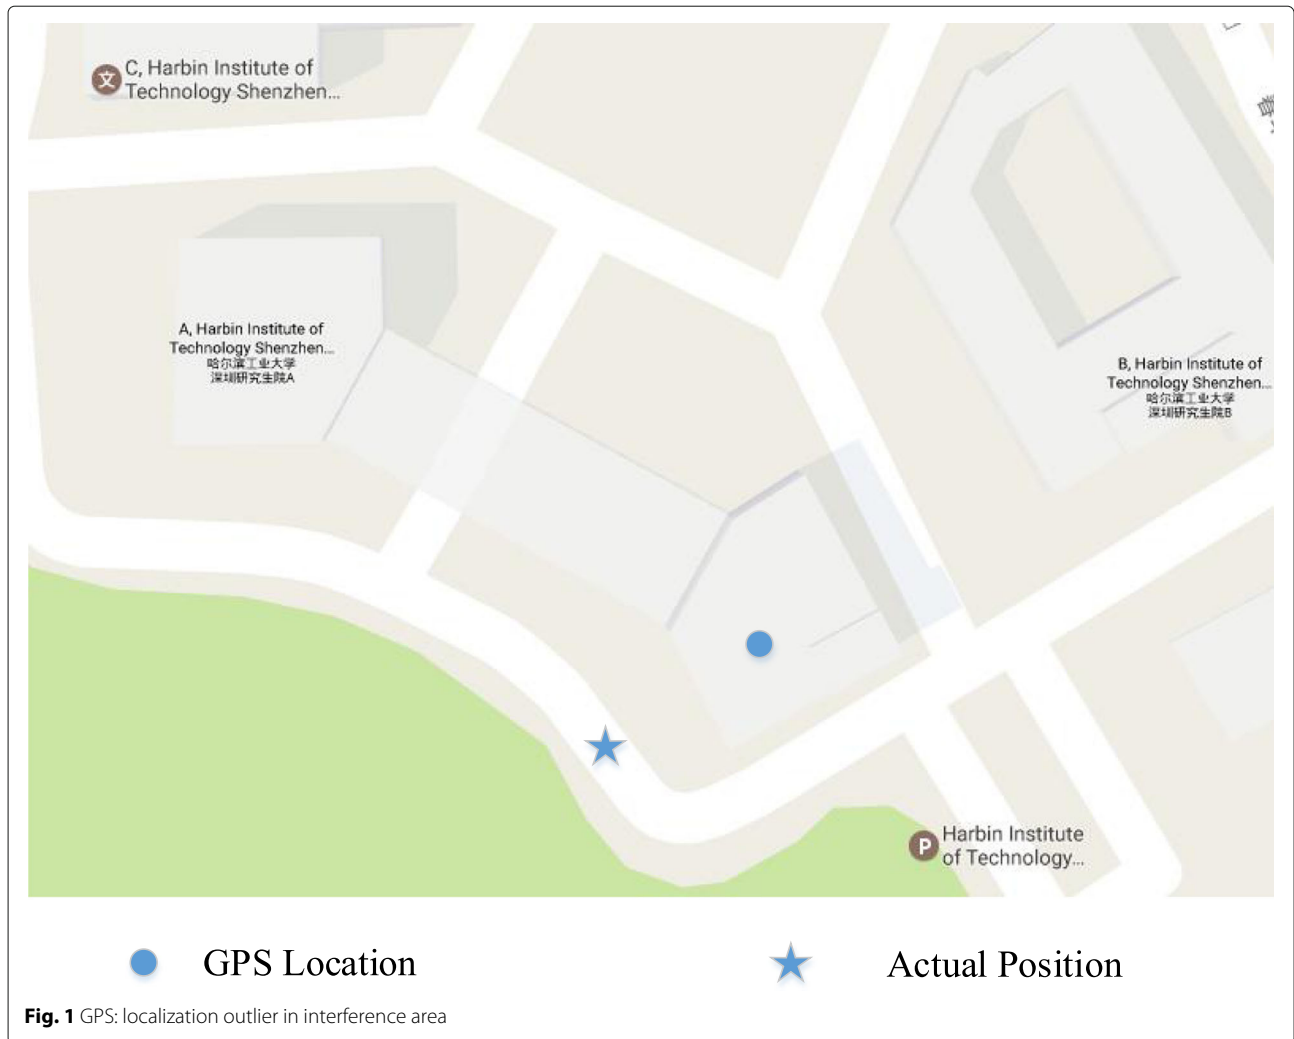 C, Harbin Institute of
Technology Shenzhen...
A, Harbin Institute of
Technology Shenzhen...
哈尔滨工业大学
深圳研究生院A
B, Harbin Institute of
Technology Shenzhen...
哈尔滨工业大学
深圳研究生院B
文
P
Harbin Institute
of Technology...
GPS Location
Actual Position
Fig. 1 GPS: localization outlier in interference area